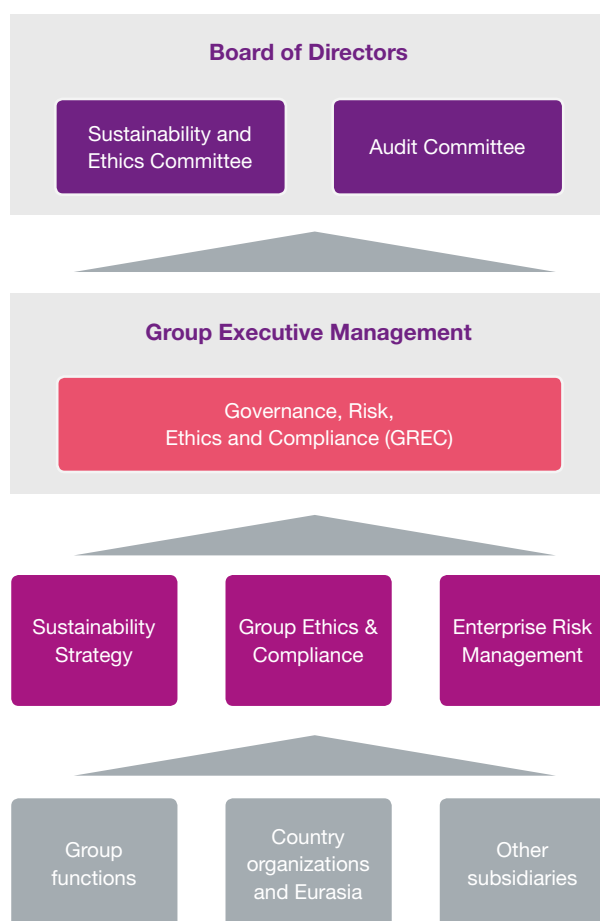 Board of Directors
Sustainability and
Ethics Committee
Audit Committee
Group Executive Management
Governance, Risk,
Ethics and Compliance (GREC)
Sustainability
Strategy
Group Ethics &
Compliance
Enterprise Risk
Management
Group
functions
Country
organizations
and Eurasia
Other
subsidiaries